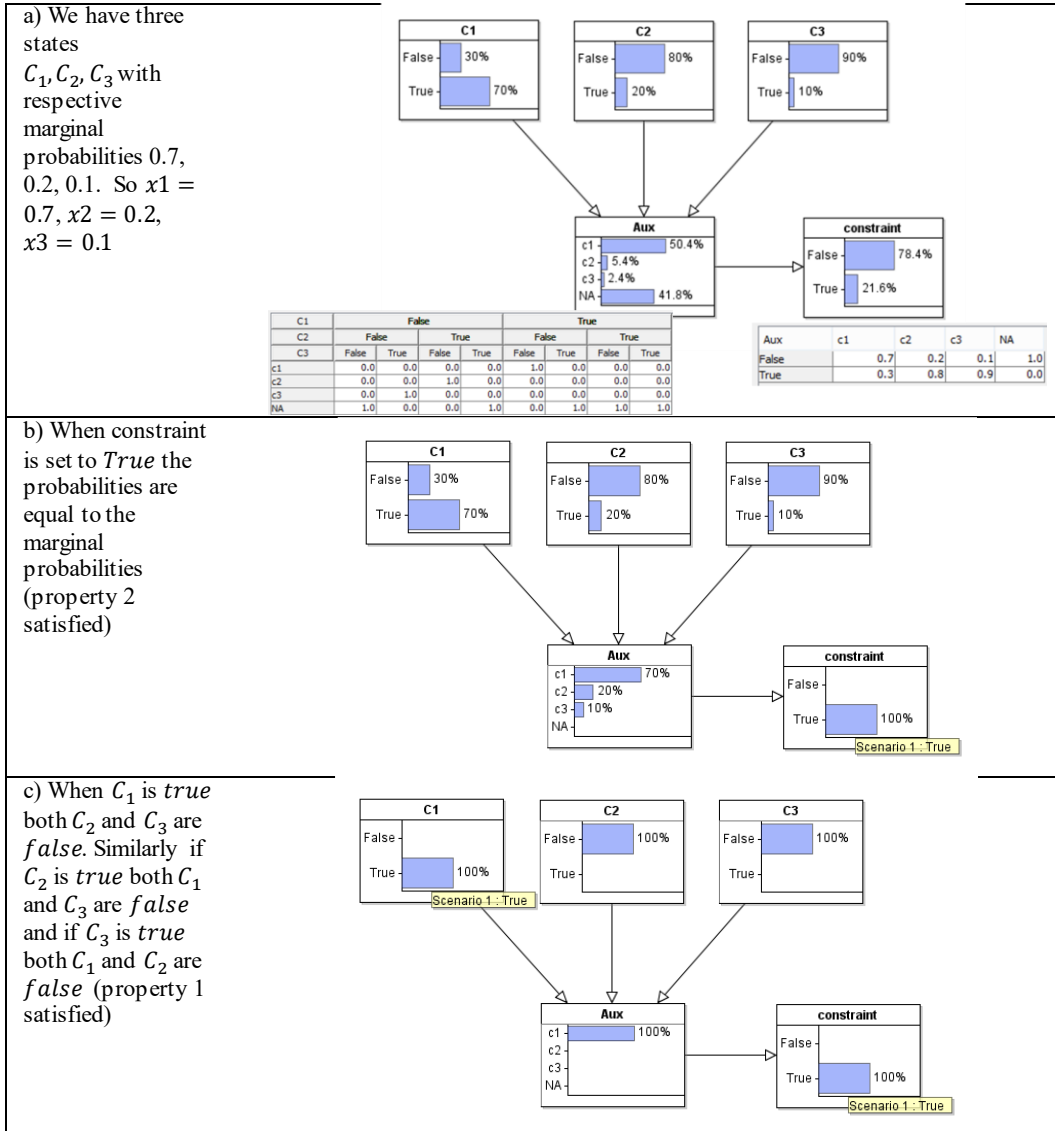 a) We have three
states
𝐶₁, 𝐶₂, 𝐶₃ with
respective
marginal
probabilities 0.7,
0.2, 0.1. So 𝑥1 =
0.7, 𝑥2 = 0.2,
𝑥3 = 0.1
C1
False 30%
True 70%
C2
False 80%
True 20%
C3
False 90%
True 10%
Aux
c1 50.4%
c2 5.4%
c3 2.4%
NA 41.8%
constraint
False 78.4%
True 21.6%
C1 False True
C2 False True False True
C3 False True False True False True False True
c1 0.0 0.0 0.0 0.0 1.0 0.0 0.0 0.0
c2 0.0 0.0 1.0 0.0 0.0 0.0 0.0 0.0
c3 0.0 1.0 0.0 0.0 0.0 0.0 0.0 0.0
NA 1.0 0.0 0.0 1.0 0.0 1.0 1.0 1.0
Aux c1 c2 c3 NA
False 0.7 0.2 0.1 1.0
True 0.3 0.8 0.9 0.0
b) When constraint
is set to True the
probabilities are
equal to the
marginal
probabilities
(property 2
satisfied)
C1
False 30%
True 70%
C2
False 80%
True 20%
C3
False 90%
True 10%
Aux
c1 70%
c2 20%
c3 10%
NA
constraint
False
True 100%
Scenario 1 : True
c) When 𝐶₁ is true
both 𝐶₂ and 𝐶₃ are
false. Similarly if
𝐶₂ is true both 𝐶₁
and 𝐶₃ are false
and if 𝐶₃ is true
both 𝐶₁ and 𝐶₂ are
false (property 1
satisfied)
C1
False
True 100%
Scenario 1 : True
C2
False 100%
True
C3
False 100%
True
Aux
c1 100%
c2
c3
NA
constraint
False
True 100%
Scenario 1 : True